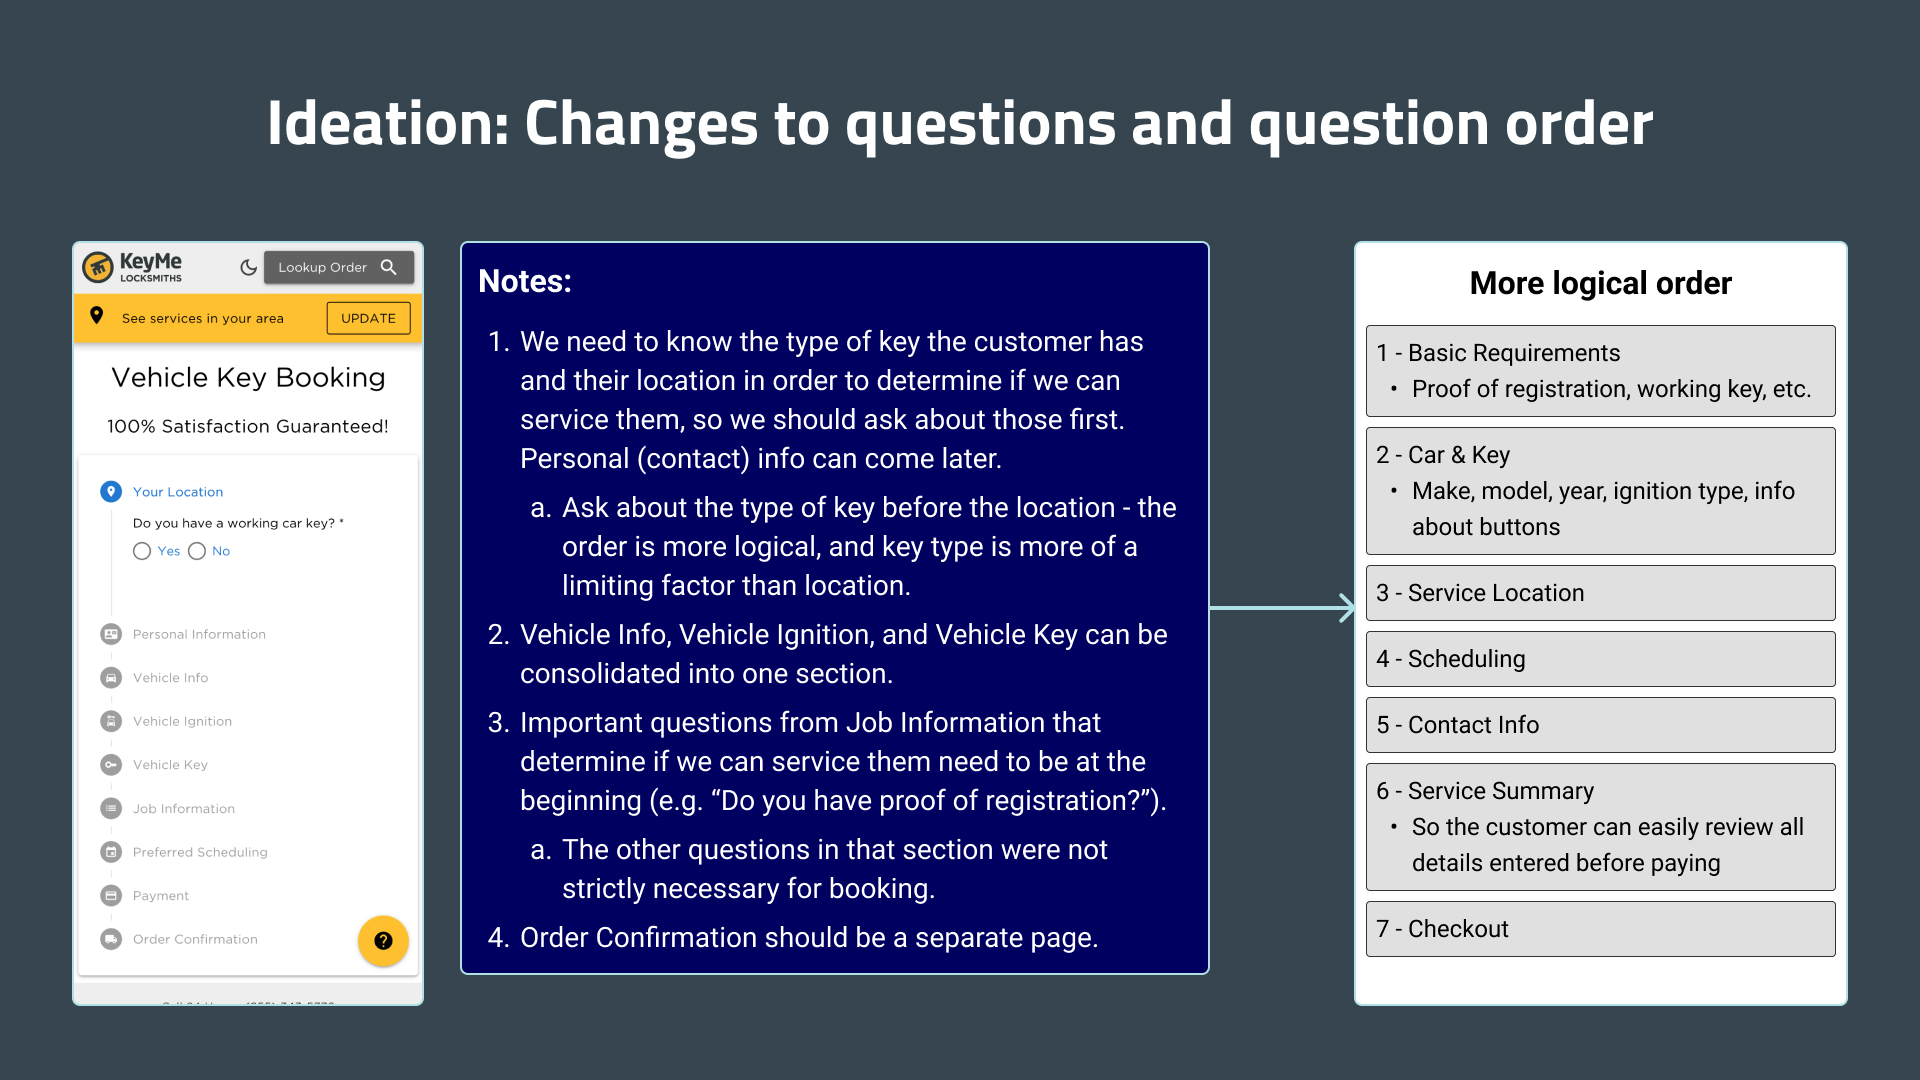 Ideation: Changes to questions and question order
KeyMe
LOCKSMITHS
Lookup Order
See services in your area
UPDATE
Vehicle Key Booking
100% Satisfaction Guaranteed!
Your Location
Do you have a working car key? *
Yes
No
Personal Information
Vehicle Info
Vehicle Ignition
Vehicle Key
Job Information
Preferred Scheduling
Payment
Order Confirmation
Notes:
1. We need to know the type of key the customer has
and their location in order to determine if we can
service them, so we should ask about those first.
Personal (contact) info can come later.
a. Ask about the type of key before the location - the
order is more logical, and key type is more of a
limiting factor than location.
2. Vehicle Info, Vehicle Ignition, and Vehicle Key can be
consolidated into one section.
3. Important questions from Job Information that
determine if we can service them need to be at the
beginning (e.g. “Do you have proof of registration?”).
a. The other questions in that section were not
strictly necessary for booking.
4. Order Confirmation should be a separate page.
More logical order
1 - Basic Requirements
• Proof of registration, working key, etc.
2 - Car & Key
• Make, model, year, ignition type, info
about buttons
3 - Service Location
4 - Scheduling
5 - Contact Info
6 - Service Summary
• So the customer can easily review all
details entered before paying
7 - Checkout